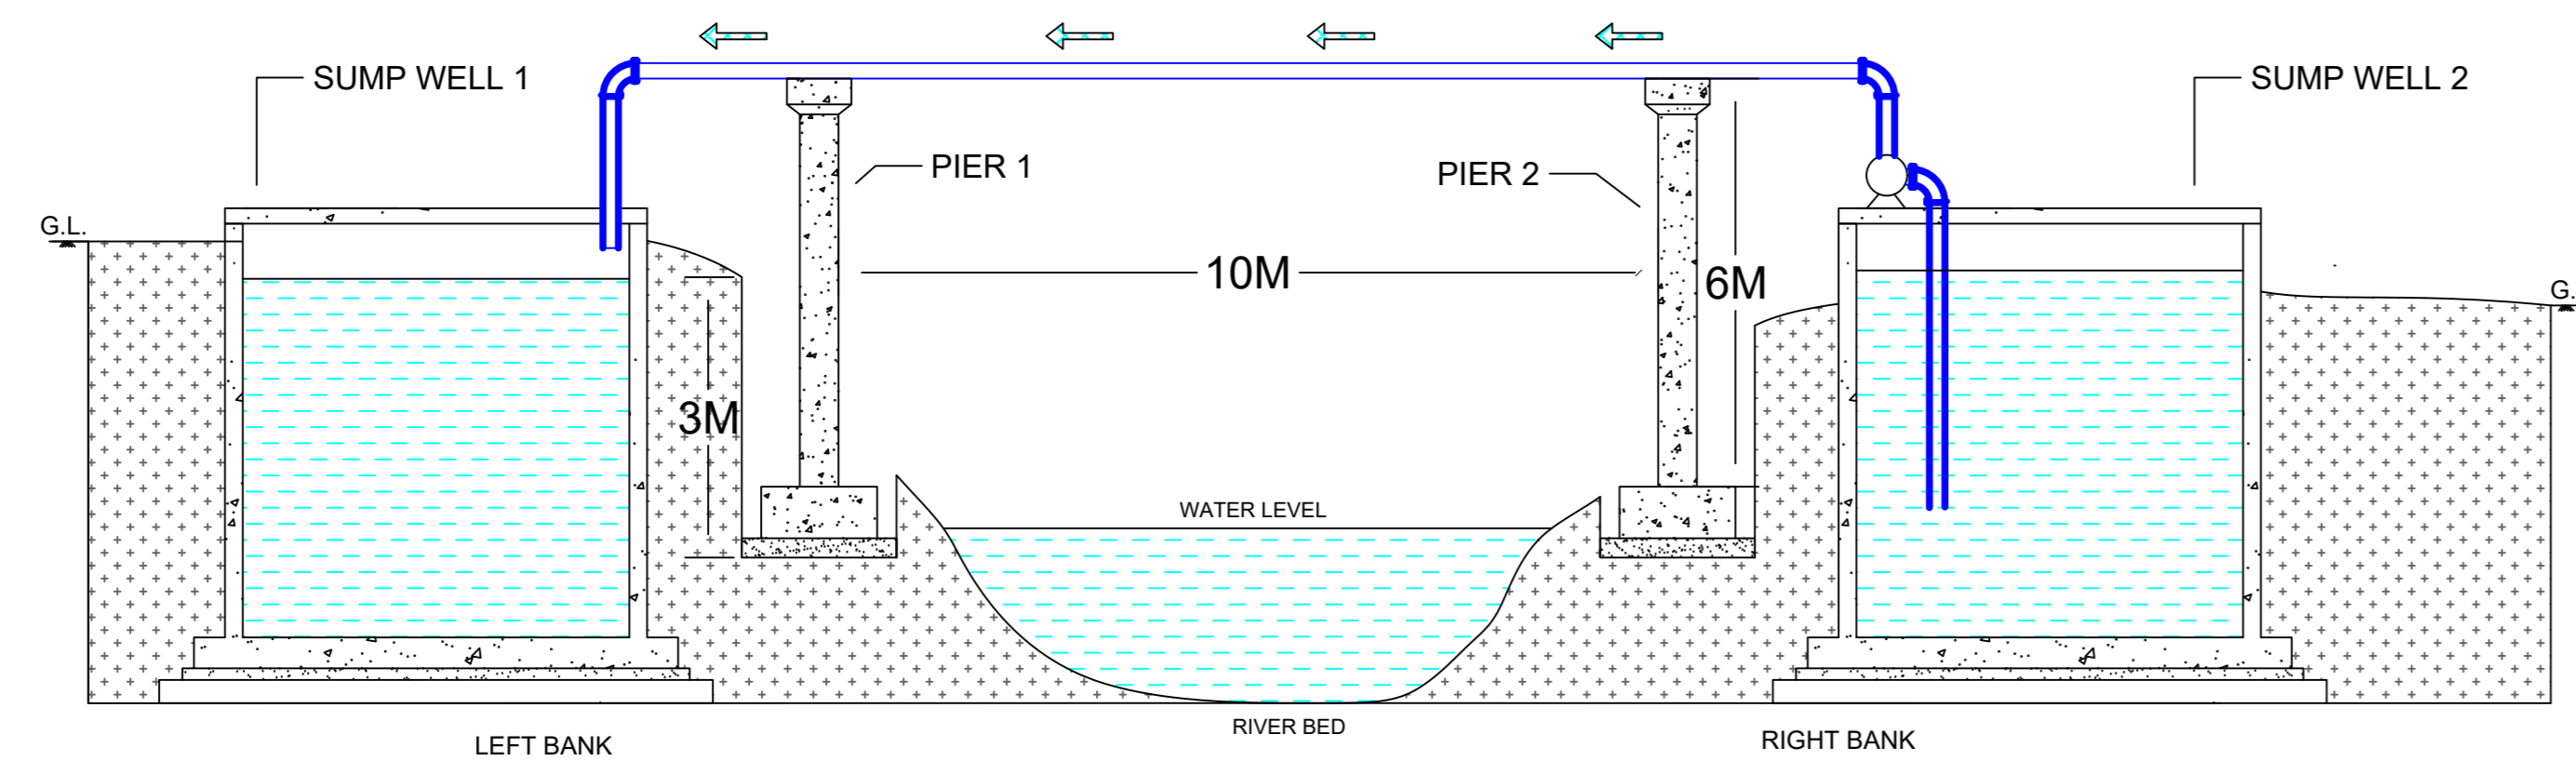 SUMP WELL 1
SUMP WELL 2
PIER 1
PIER 2
G.L.
10M
6M
G.
3M
WATER LEVEL
RIVER BED
LEFT BANK
RIGHT BANK